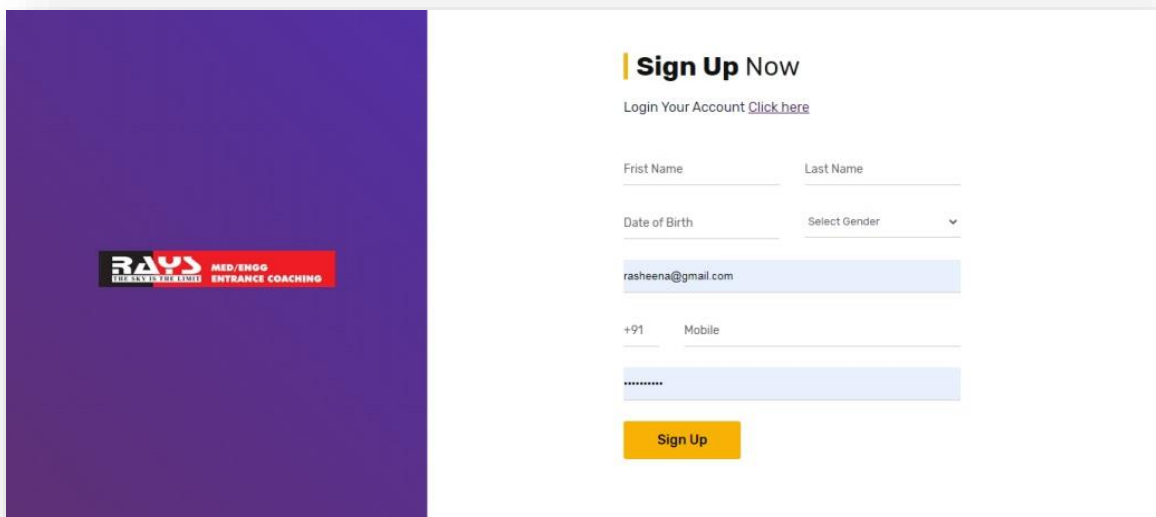 Sign Up Now
Login Your Account Click here
Frist Name
Last Name
Date of Birth
Select Gender
RAYS
THE SKY IS THE LIMIT
MED/ENGG
ENTRANCE COACHING
rasheena@gmail.com
+91
Mobile
••••••••••
Sign Up